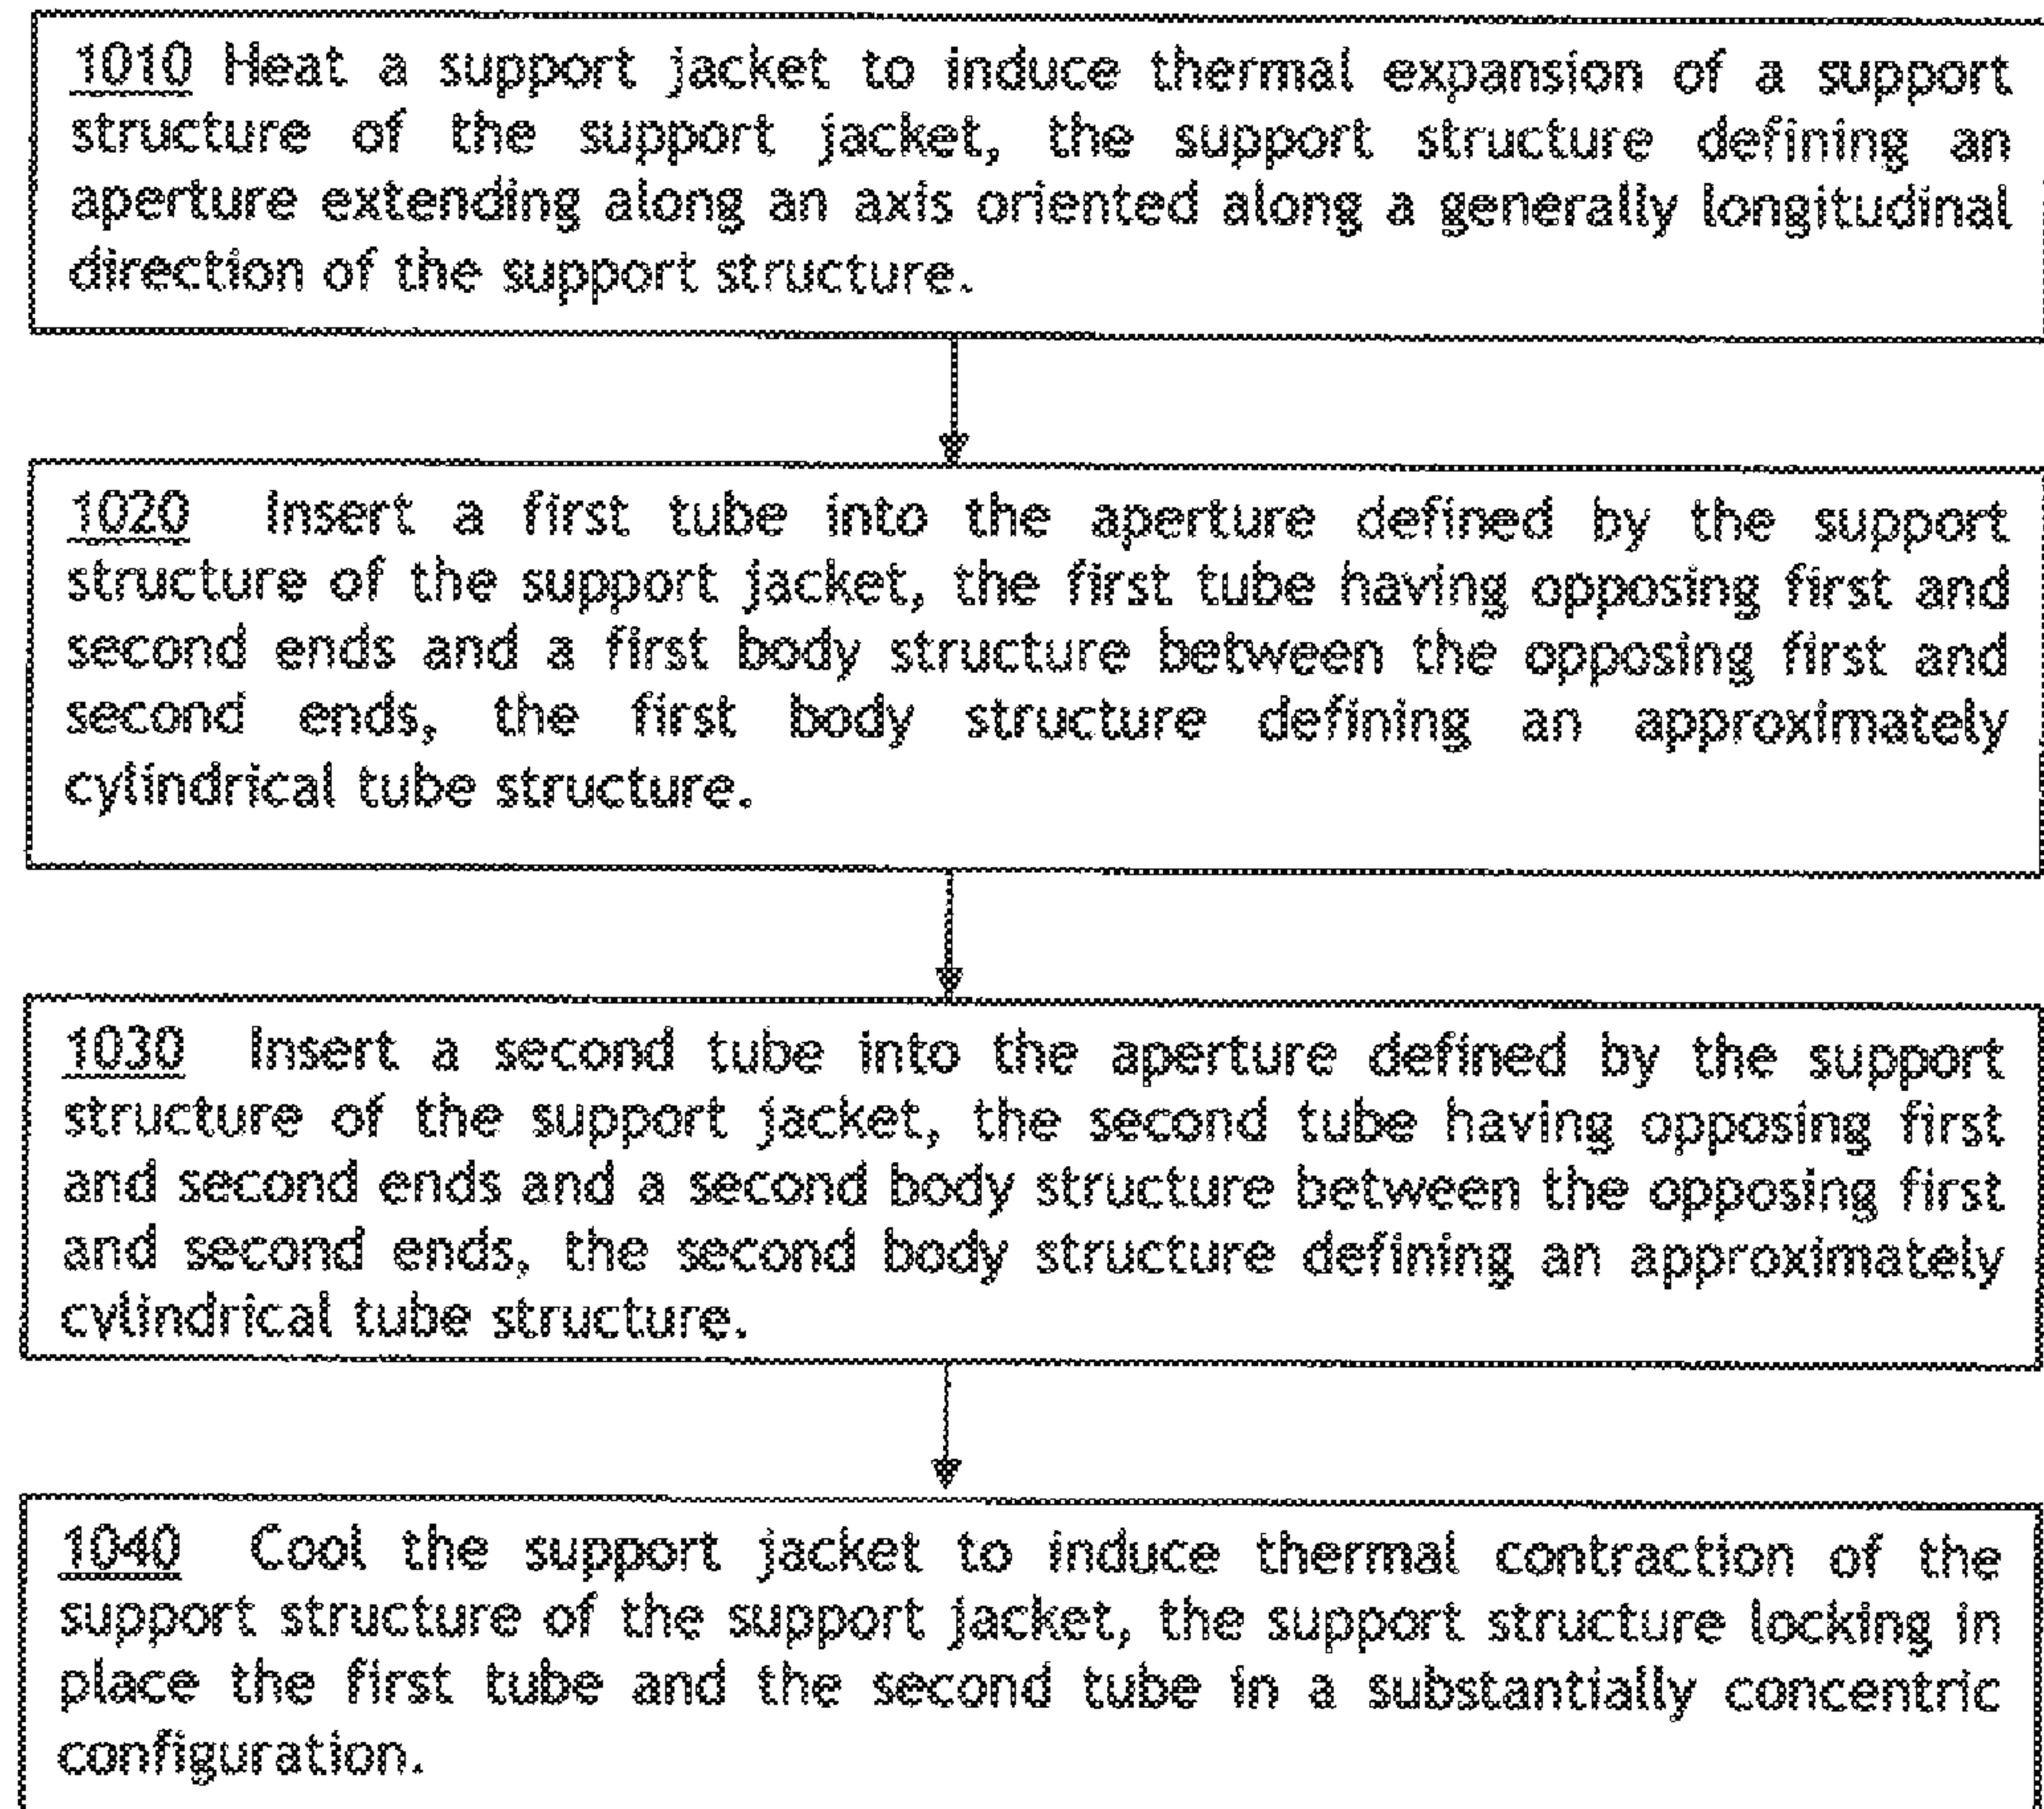 1010 Heat a support jacket to induce thermal expansion of a support
structure of the support jacket, the support structure defining an
aperture extending along an axis oriented along a generally longitudinal
direction of the support structure.
1020 Insert a first tube into the aperture defined by the support
structure of the support jacket, the first tube having opposing first and
second ends and a first body structure between the opposing first and
second ends, the first body structure defining an approximately
cylindrical tube structure.
1030 Insert a second tube into the aperture defined by the support
structure of the support jacket, the second tube having opposing first
and second ends and a second body structure between the opposing first
and second ends, the second body structure defining an approximately
cylindrical tube structure.
1040 Cool the support jacket to induce thermal contraction of the
support structure of the support jacket, the support structure locking in
place the first tube and the second tube in a substantially concentric
configuration.